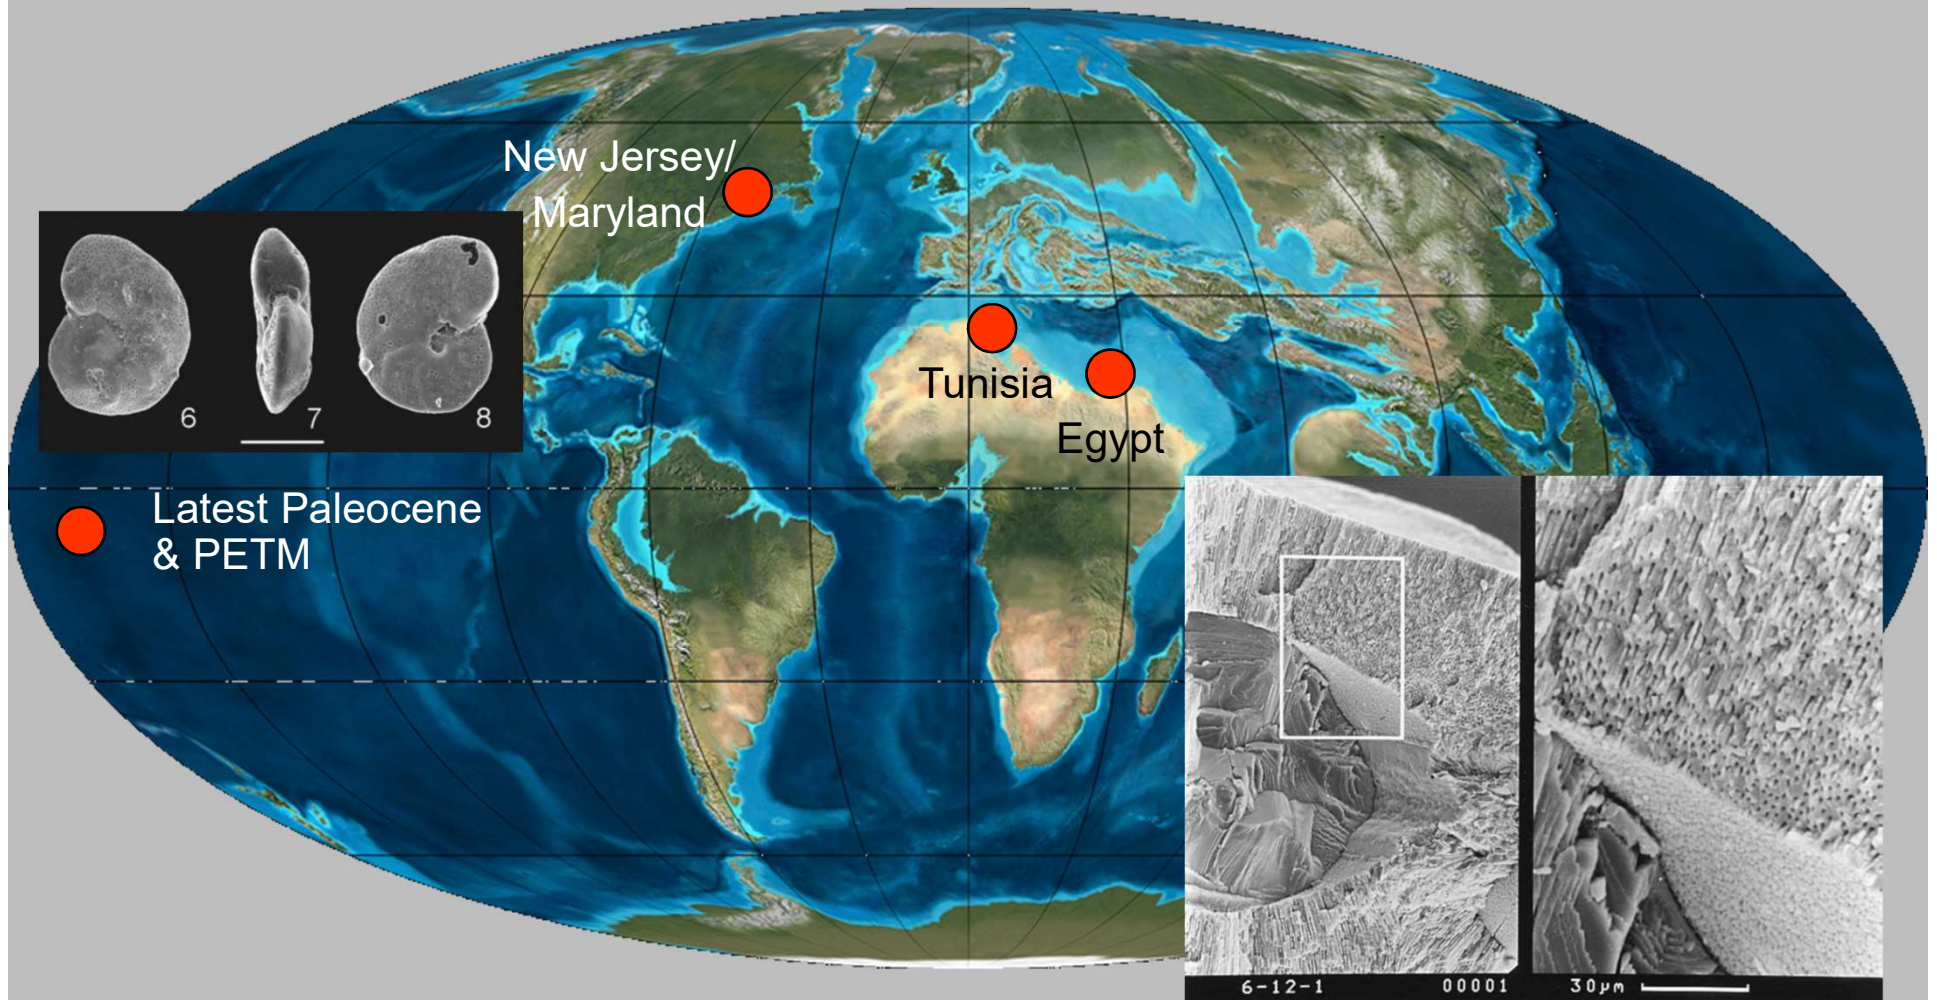 New Jersey/
Maryland
6 7 8
Tunisia
Egypt
Latest Paleocene
& PETM
6-12-1 00001 30μm